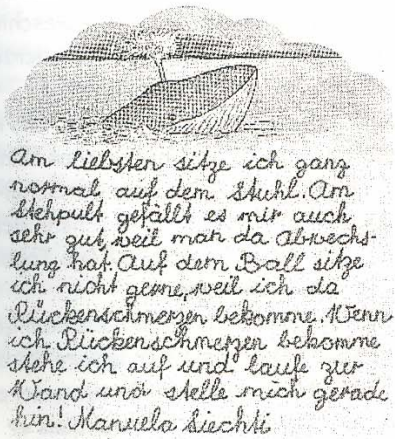 Am liebsten sitze ich ganz
normal auf dem Stuhl. Am
Stehpult gefällt es mir auch
sehr gut, weil man da Abwechs-
lung hat. Auf dem Ball sitze
ich nicht gerne, weil ich da
Rückenschmerzen bekomme. Wenn
ich Rückenschmerzen bekomme
stehe ich auf und laufe zur
Wand und stelle mich gerade
hin! Manuela Liechti